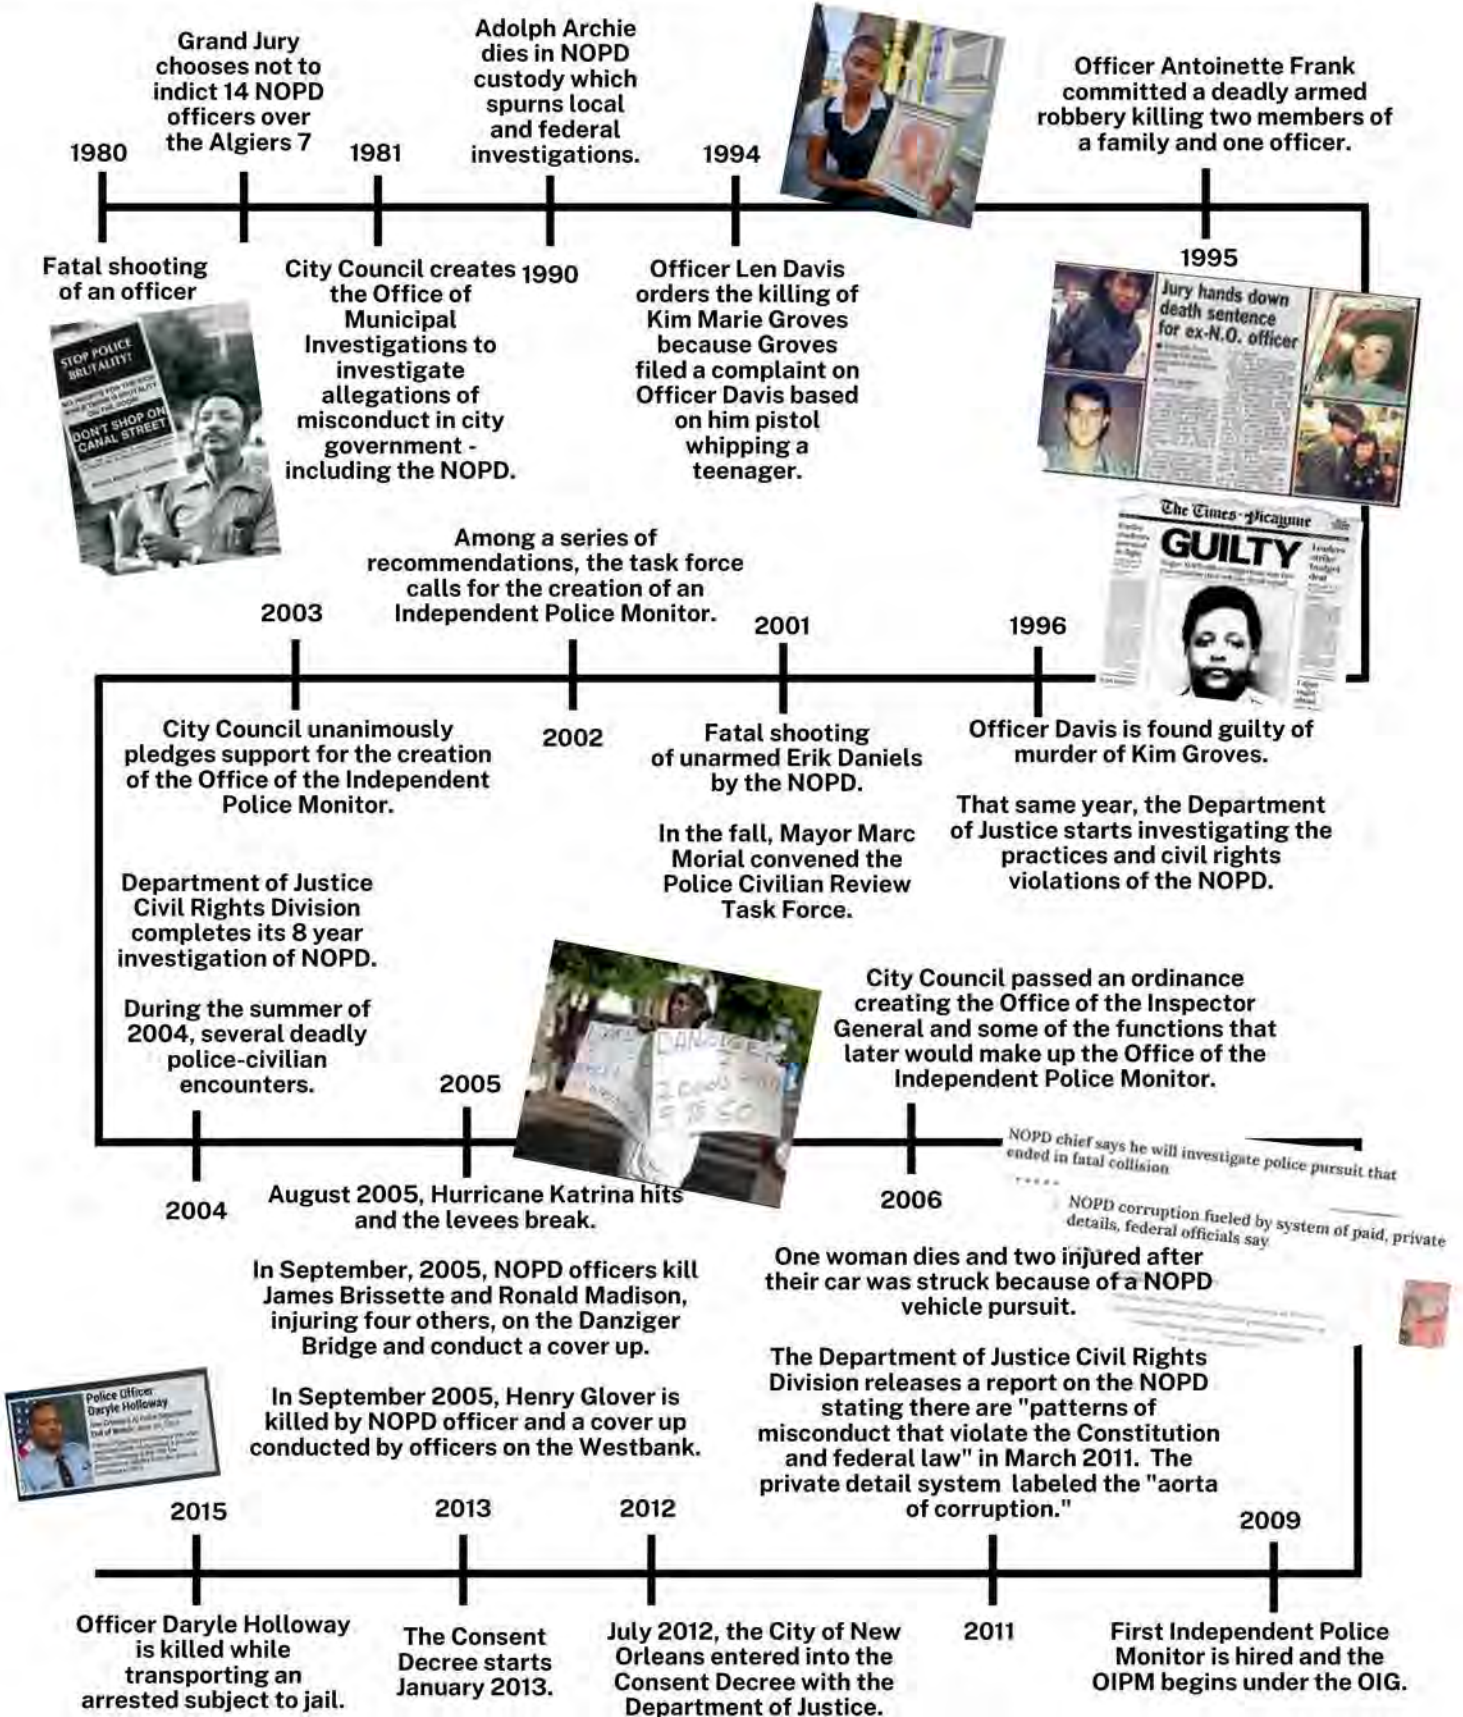 1980
Grand Jury
chooses not to
indict 14 NOPD
officers over
the Algiers 7
1981
Adolph Archie
dies in NOPD
custody which
spurns local
and federal
investigations.
1994
Officer Antoinette Frank
committed a deadly armed
robbery killing two members of
a family and one officer.
Fatal shooting
of an officer
STOP POLICE
BRUTALITY!
DON'T SHOP ON
CANAL STREET
City Council creates
the Office of
Municipal
Investigations to
investigate
allegations of
misconduct in city
government -
including the NOPD.
1990
Officer Len Davis
orders the killing of
Kim Marie Groves
because Groves
filed a complaint on
Officer Davis based
on him pistol
whipping a
teenager.
1995
Jury hands down
death sentence
for ex-N.O. officer
The Times-Picayune
GUILTY
2003
Among a series of
recommendations, the task force
calls for the creation of an
Independent Police Monitor.
2001
1996
City Council unanimously
pledges support for the creation
of the Office of the Independent
Police Monitor.
2002
Fatal shooting
of unarmed Erik Daniels
by the NOPD.
In the fall, Mayor Marc
Morial convened the
Police Civilian Review
Task Force.
Officer Davis is found guilty of
murder of Kim Groves.
That same year, the Department
of Justice starts investigating the
practices and civil rights
violations of the NOPD.
Department of Justice
Civil Rights Division
completes its 8 year
investigation of NOPD.
During the summer of
2004, several deadly
police-civilian
encounters.
2005
City Council passed an ordinance
creating the Office of the Inspector
General and some of the functions that
later would make up the Office of the
Independent Police Monitor.
2004
August 2005, Hurricane Katrina hits
and the levees break.
In September, 2005, NOPD officers kill
James Brissette and Ronald Madison,
injuring four others, on the Danziger
Bridge and conduct a cover up.
In September 2005, Henry Glover is
killed by NOPD officer and a cover up
conducted by officers on the Westbank.
2006
NOPD chief says he will investigate police pursuit that
ended in fatal collision
NOPD corruption fueled by system of paid, private
details, federal officials say
One woman dies and two injured after
their car was struck because of a NOPD
vehicle pursuit.
The Department of Justice Civil Rights
Division releases a report on the NOPD
stating there are "patterns of
misconduct that violate the Constitution
and federal law" in March 2011. The
private detail system labeled the "aorta
of corruption."
Police Officer
Daryle Holloway
2015
2013
2012
2009
Officer Daryle Holloway
is killed while
transporting an
arrested subject to jail.
The Consent
Decree starts
January 2013.
July 2012, the City of New
Orleans entered into the
Consent Decree with the
Department of Justice.
2011
First Independent Police
Monitor is hired and the
OIPM begins under the OIG.